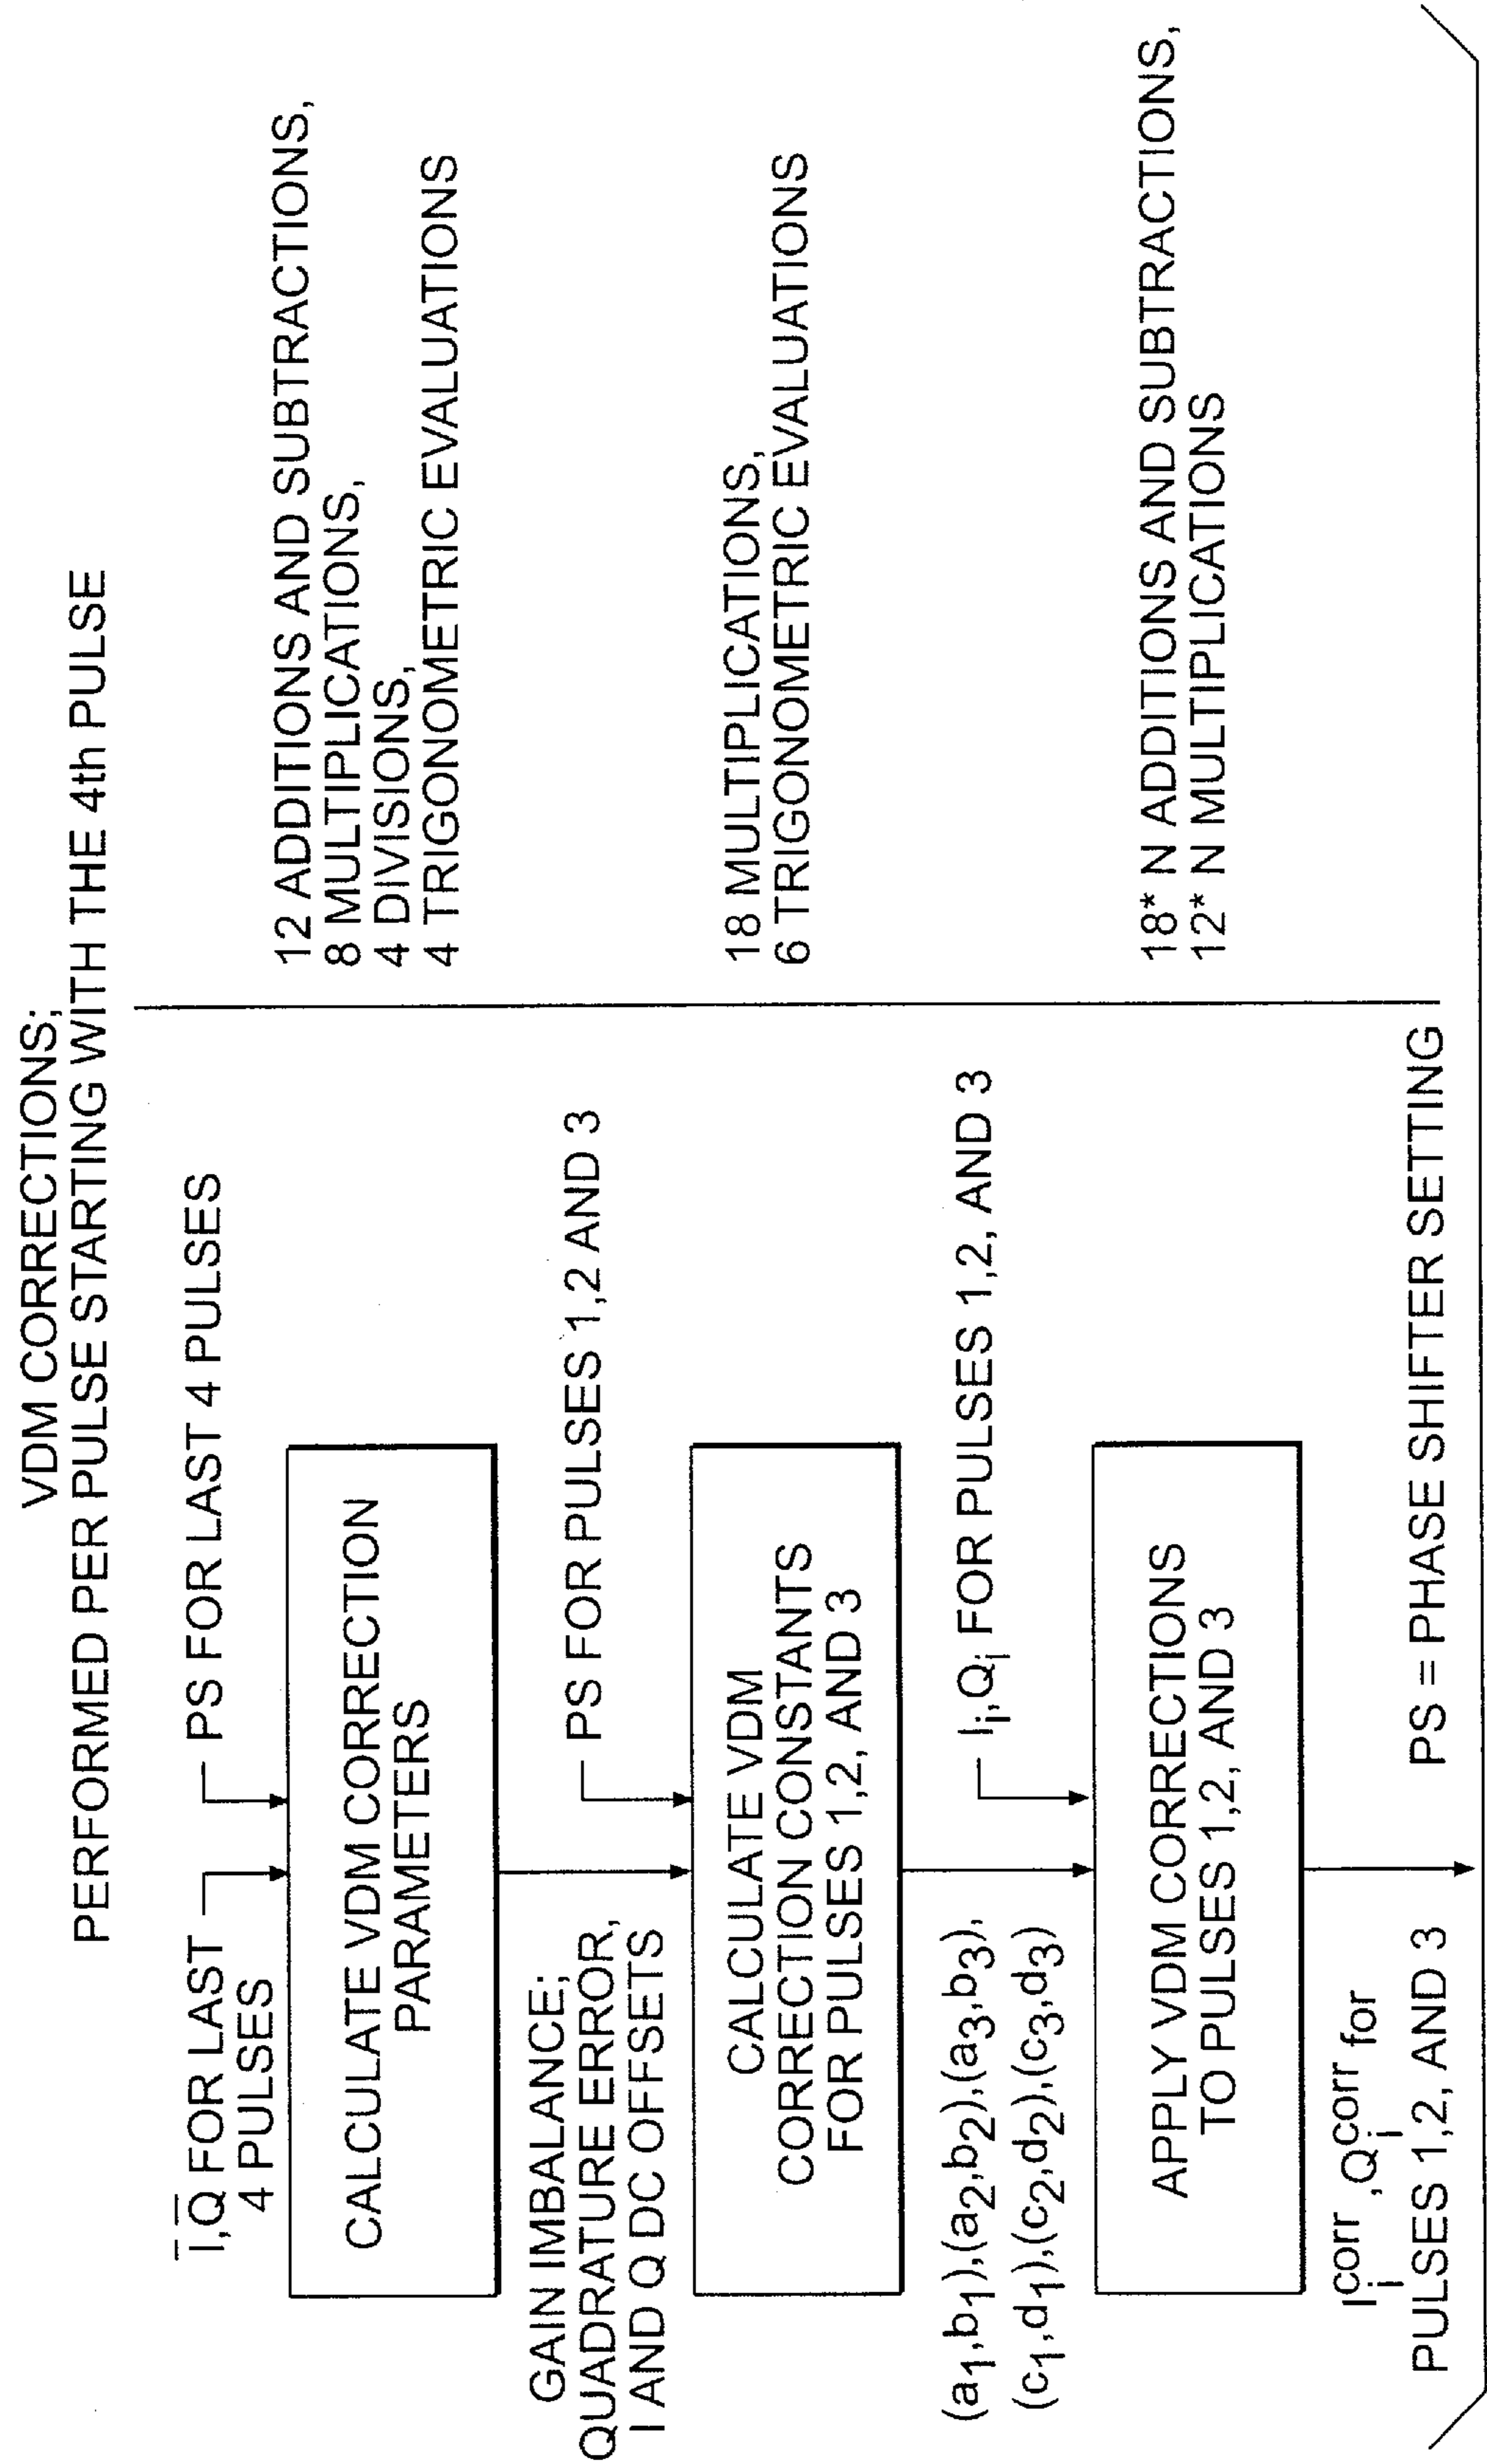 VDM CORRECTIONS;
PERFORMED PER PULSE STARTING WITH THE 4th PULSE
I̅,Q̅ FOR LAST
4 PULSES
PS FOR LAST 4 PULSES
CALCULATE VDM CORRECTION
PARAMETERS
12 ADDITIONS AND SUBTRACTIONS,
8 MULTIPLICATIONS,
4 DIVISIONS,
4 TRIGONOMETRIC EVALUATIONS
GAIN IMBALANCE;
QUADRATURE ERROR,
I AND Q DC OFFSETS
PS FOR PULSES 1,2 AND 3
CALCULATE VDM
CORRECTION CONSTANTS
FOR PULSES 1,2, AND 3
18 MULTIPLICATIONS,
6 TRIGONOMETRIC EVALUATIONS
(a₁,b₁),(a₂,b₂),(a₃,b₃),
(c₁,d₁),(c₂,d₂),(c₃,d₃)
Iᵢ,Qᵢ FOR PULSES 1,2, AND 3
APPLY VDM CORRECTIONS
TO PULSES 1,2, AND 3
18* N ADDITIONS AND SUBTRACTIONS,
12* N MULTIPLICATIONS
Iᵢcorr ,Qᵢcorr for
PULSES 1,2, AND 3
PS = PHASE SHIFTER SETTING